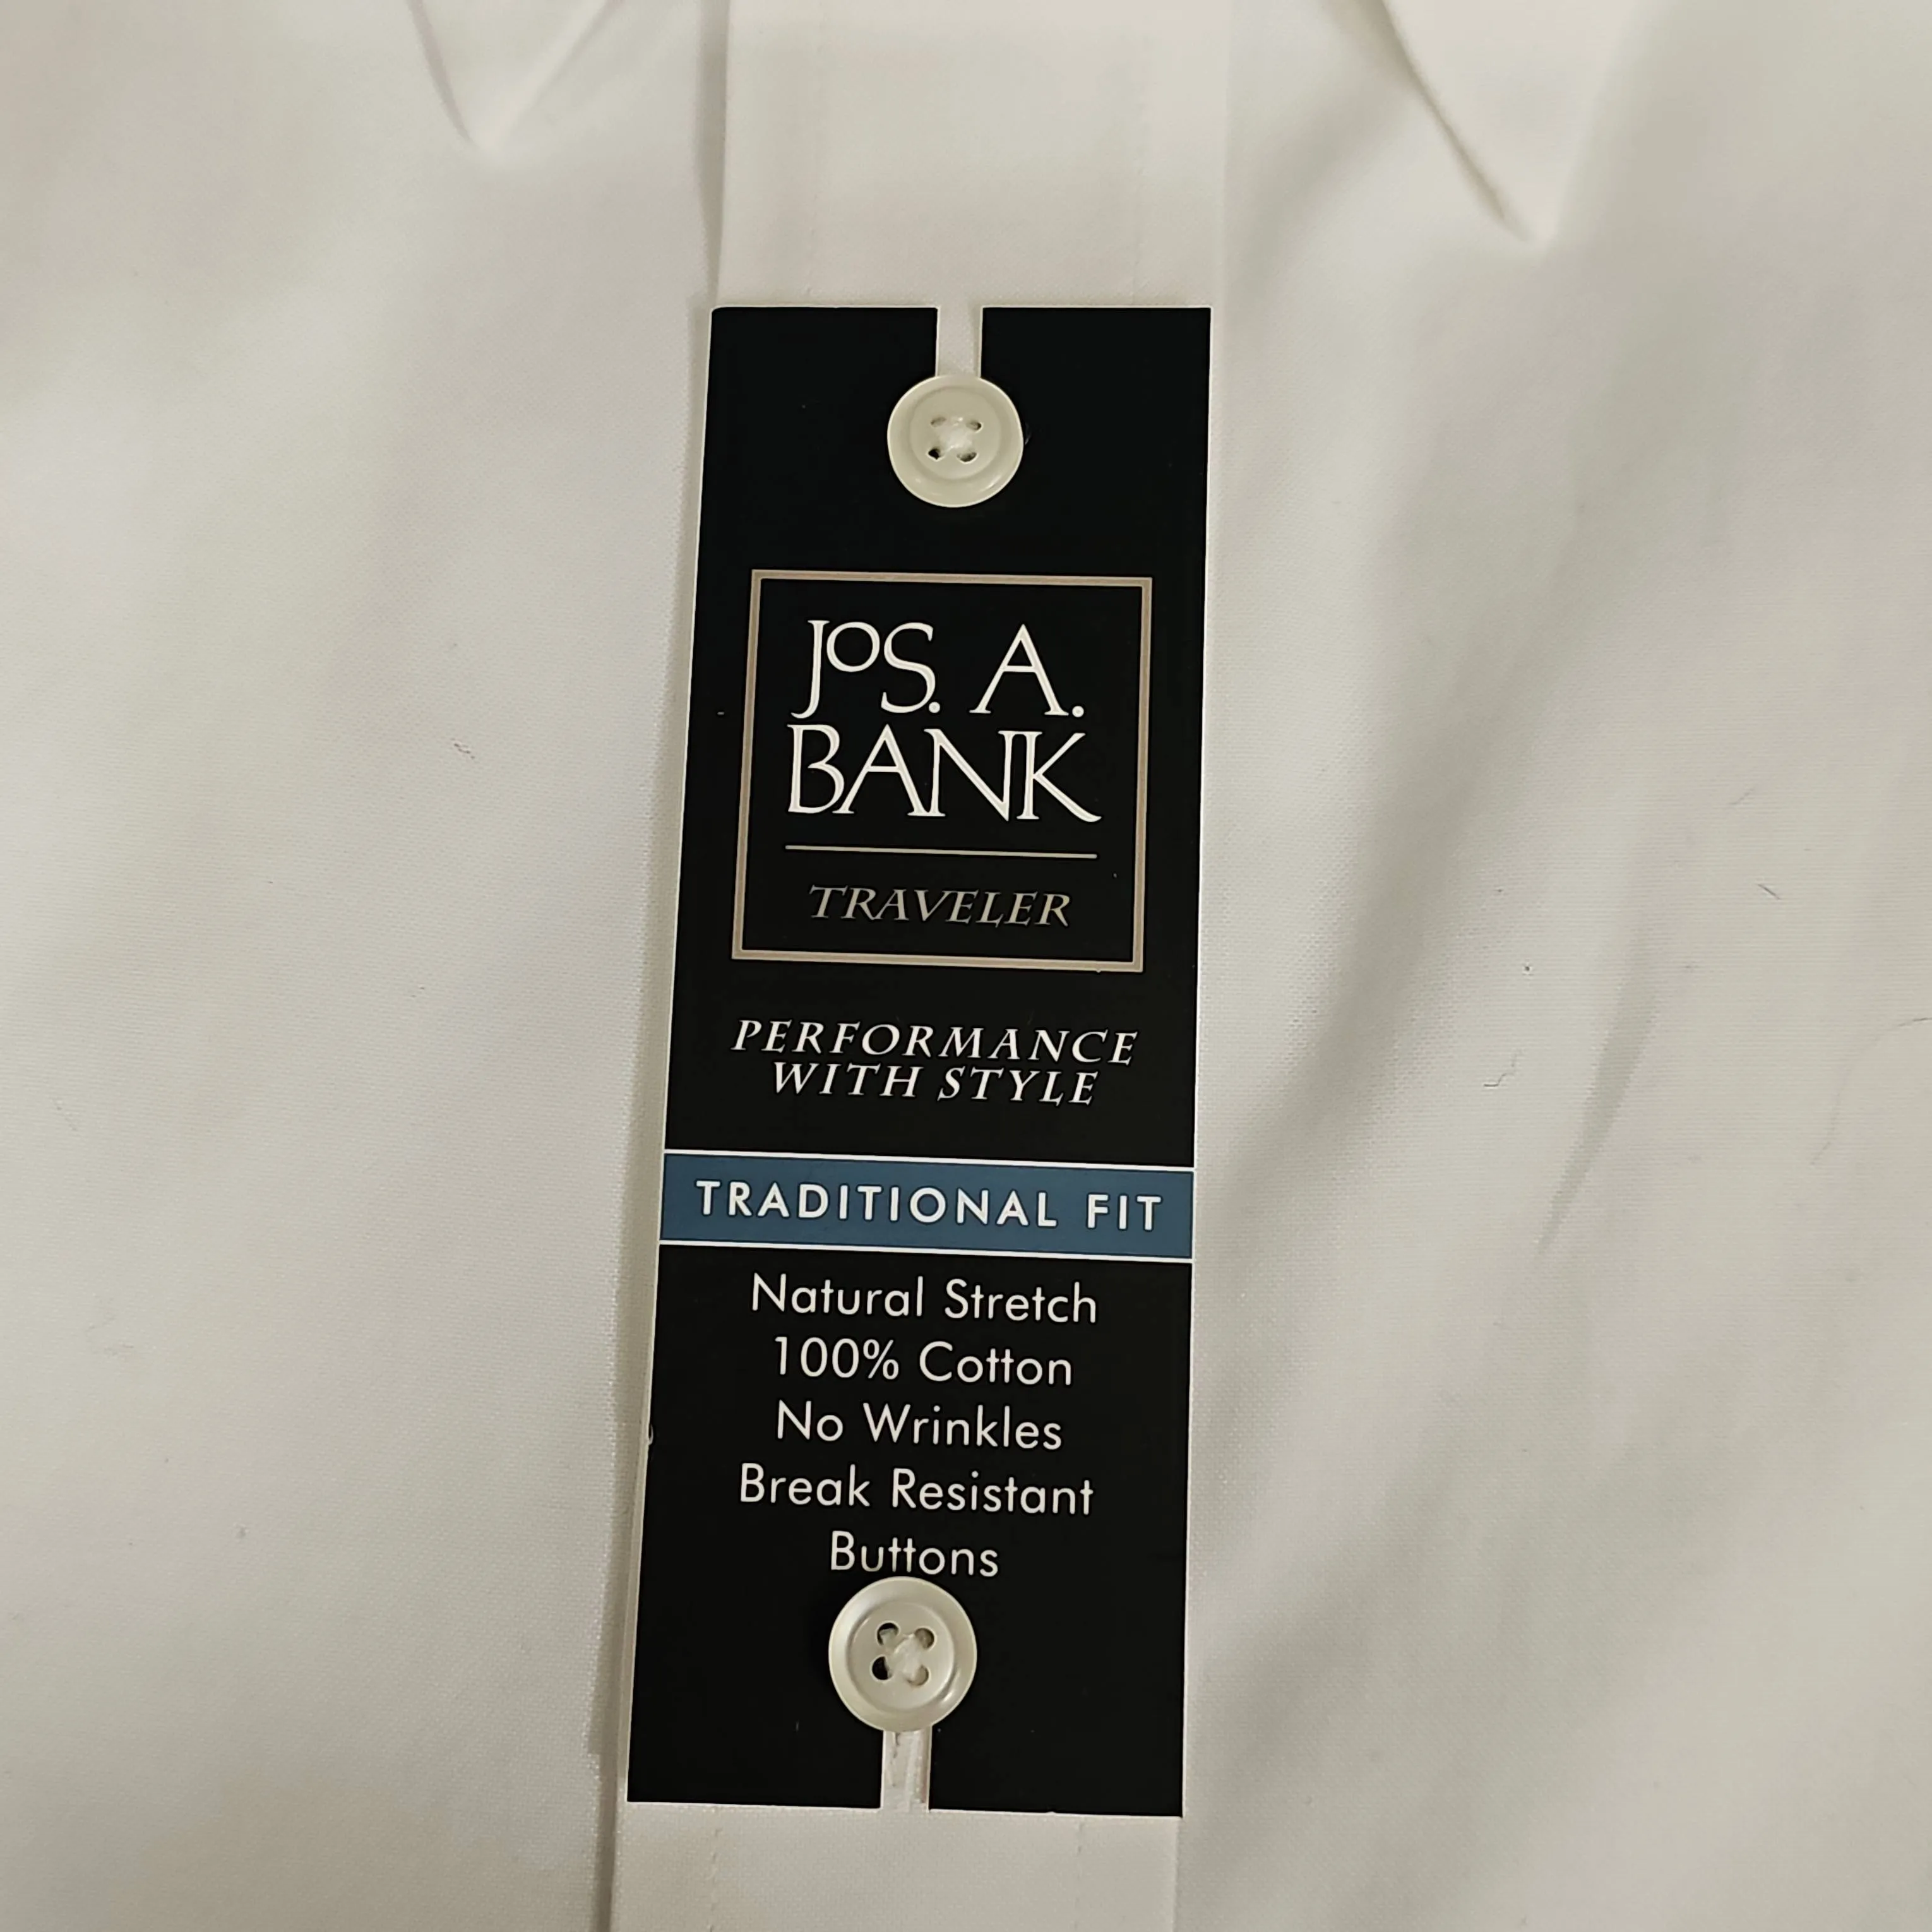 JOS. A.
BANK
TRAVELER
PERFORMANCE
WITH STYLE
TRADITIONAL FIT
Natural Stretch
100% Cotton
No Wrinkles
Break Resistant
Buttons